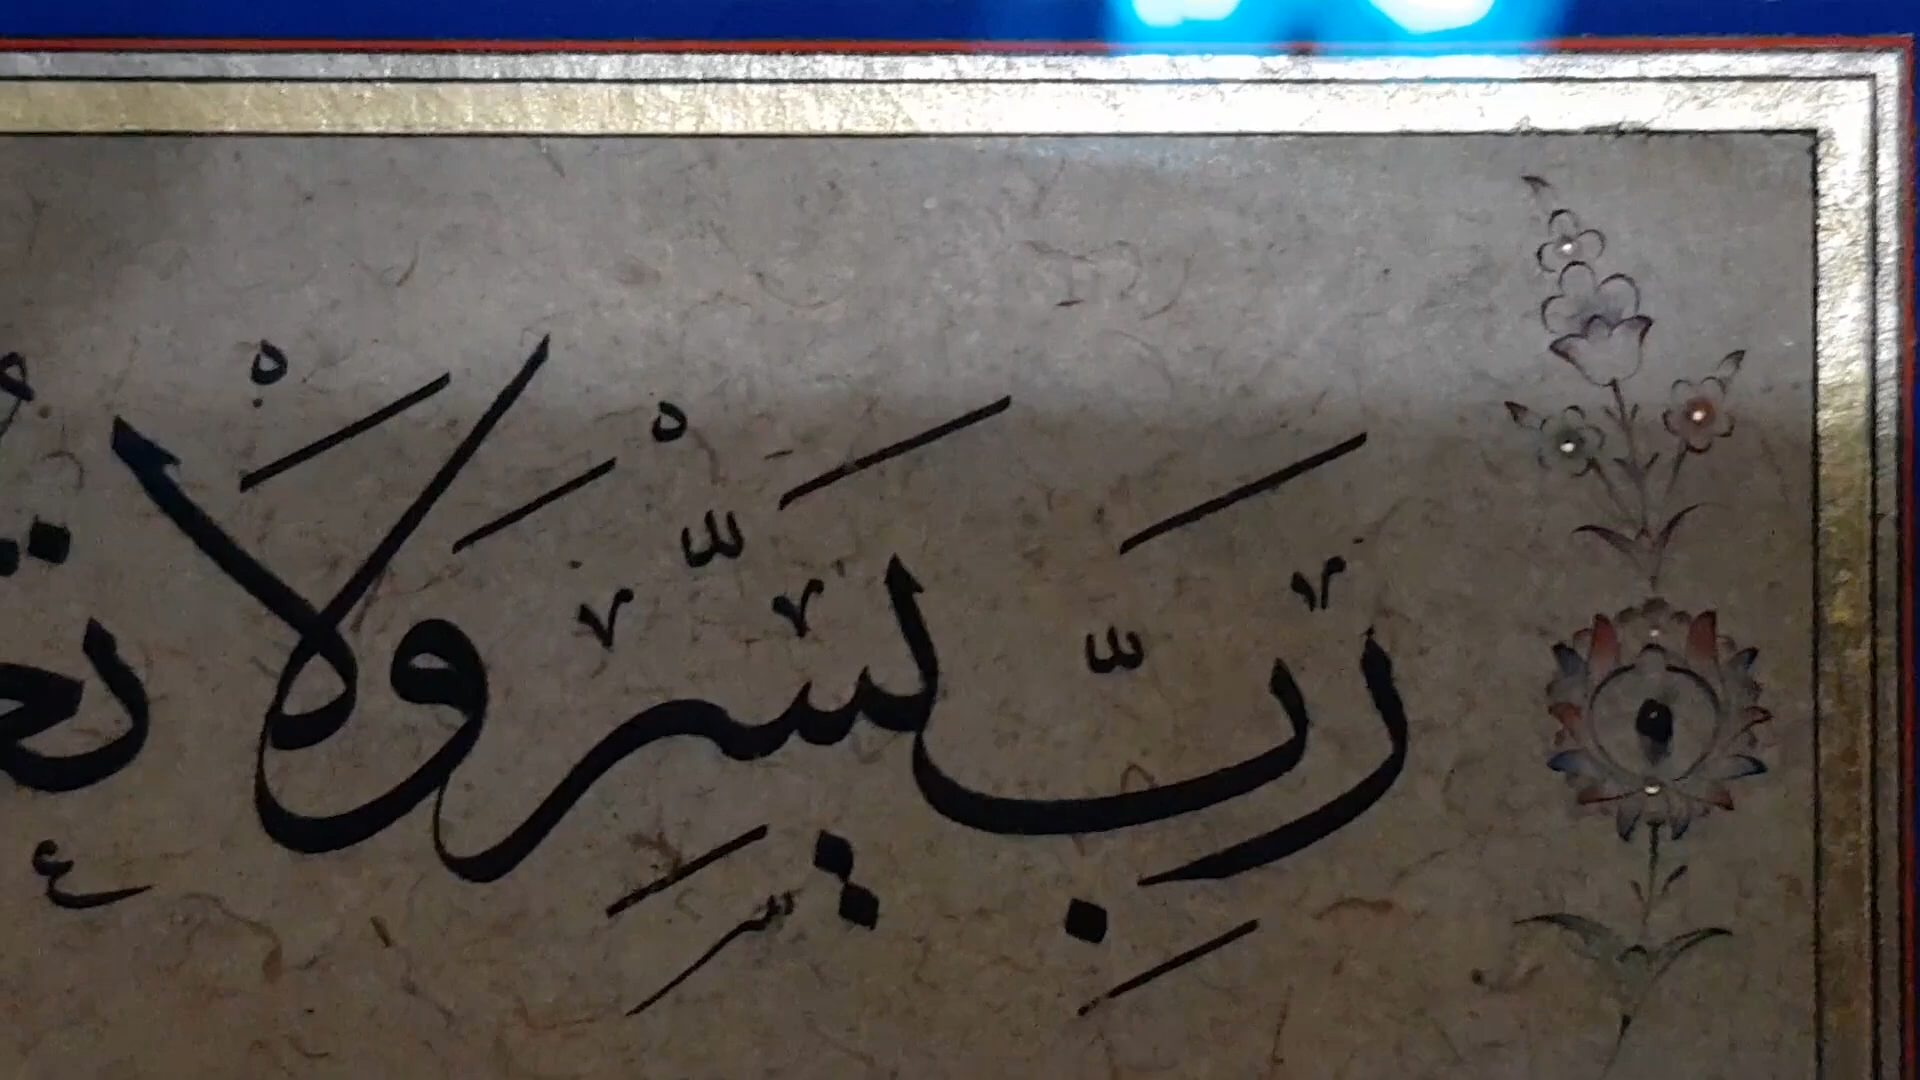 رَبِّ يَسِّرْ وَلَا